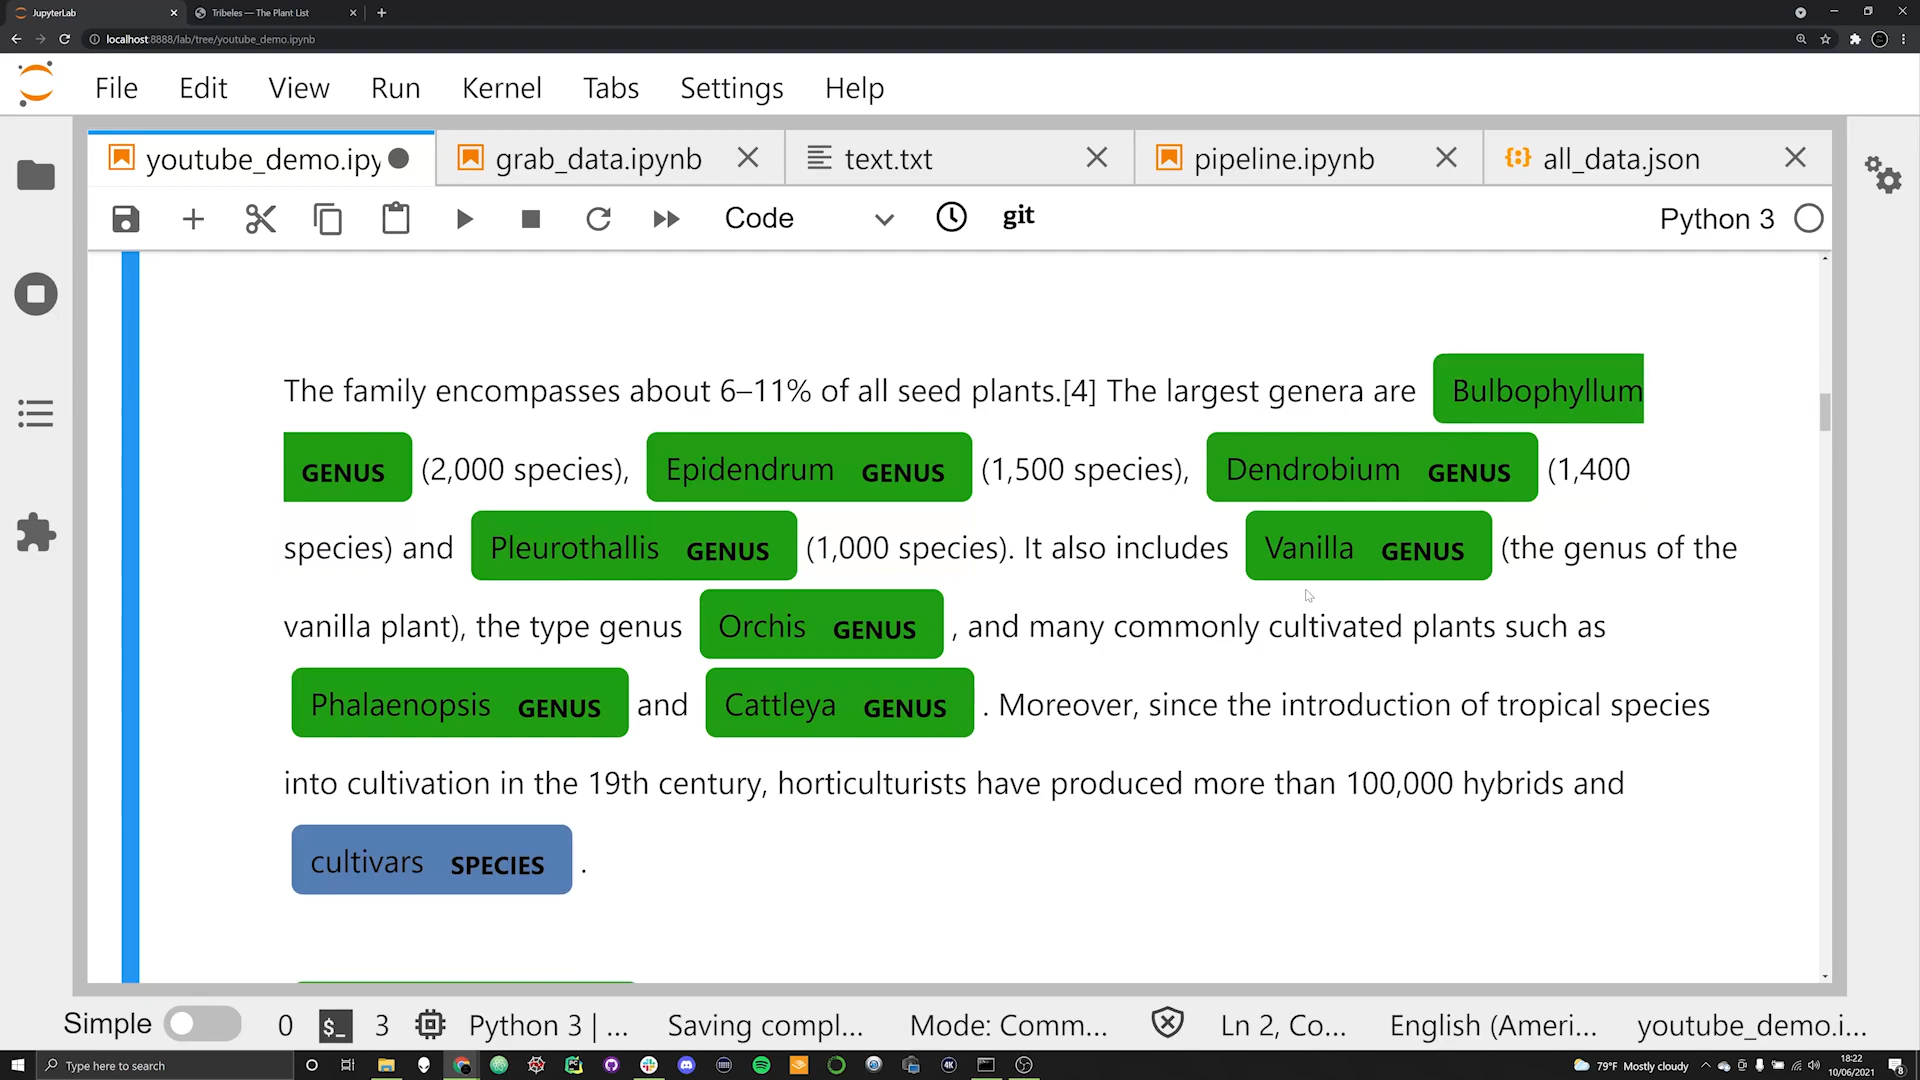 JupyterLab
Tribeles — The Plant List
localhost:8888/lab/tree/youtube_demo.ipynb
File Edit View Run Kernel Tabs Settings Help
youtube_demo.ipy grab_data.ipynb text.txt pipeline.ipynb all_data.json
Code git Python 3
The family encompasses about 6–11% of all seed plants.[4] The largest genera are Bulbophyllum
GENUS (2,000 species), Epidendrum GENUS (1,500 species), Dendrobium GENUS (1,400
species) and Pleurothallis GENUS (1,000 species). It also includes Vanilla GENUS (the genus of the
vanilla plant), the type genus Orchis GENUS , and many commonly cultivated plants such as
Phalaenopsis GENUS and Cattleya GENUS . Moreover, since the introduction of tropical species
into cultivation in the 19th century, horticulturists have produced more than 100,000 hybrids and
cultivars SPECIES .
Simple 0 $_ 3 Python 3 | ... Saving compl... Mode: Comm... Ln 2, Co... English (Ameri... youtube_demo.i...
Type here to search
79°F Mostly cloudy
18:22
10/06/2021